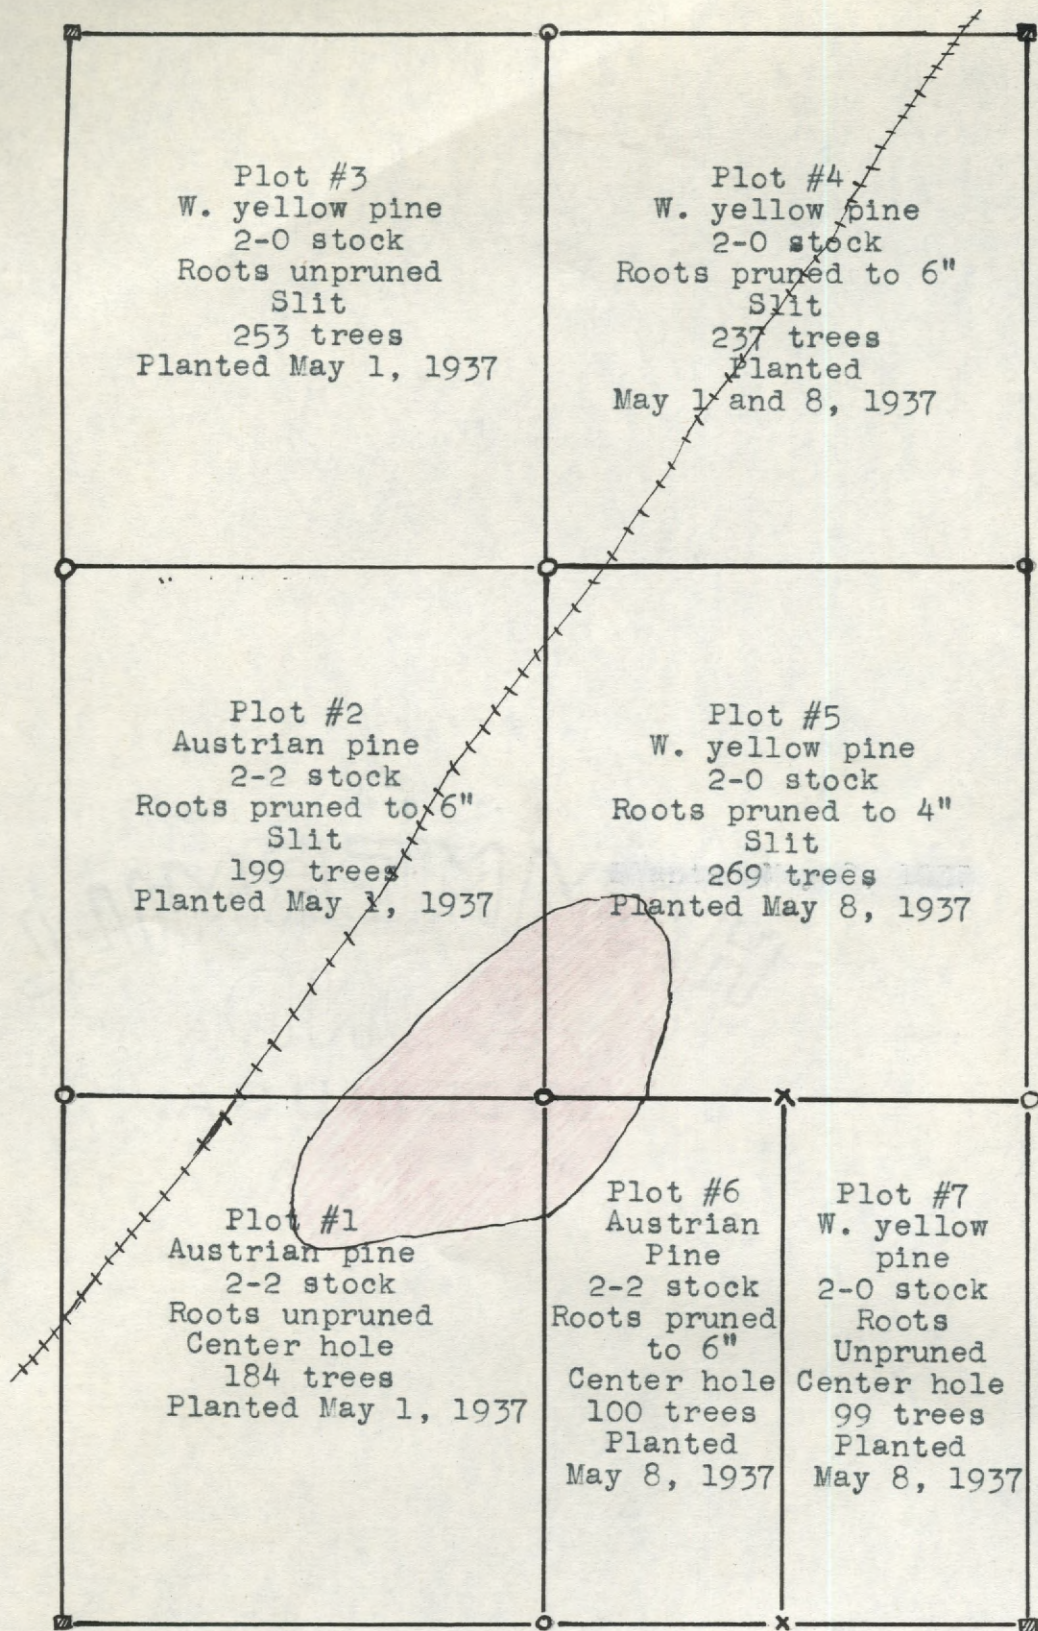 Plot #3
W. yellow pine
2-0 stock
Roots unpruned
Slit
253 trees
Planted May 1, 1937
Plot #4
W. yellow pine
2-0 stock
Roots pruned to 6"
Slit
237 trees
Planted
May 1 and 8, 1937
Plot #2
Austrian pine
2-2 stock
Roots pruned to 6"
Slit
199 trees
Planted May 1, 1937
Plot #5
W. yellow pine
2-0 stock
Roots pruned to 4"
Slit
269 trees
Planted May 8, 1937
Plot #1
Austrian pine
2-2 stock
Roots unpruned
Center hole
184 trees
Planted May 1, 1937
Plot #6
Austrian
Pine
2-2 stock
Roots pruned
to 6"
Center hole
100 trees
Planted
May 8, 1937
Plot #7
W. yellow
pine
2-0 stock
Roots
Unpruned
Center hole
99 trees
Planted
May 8, 1937